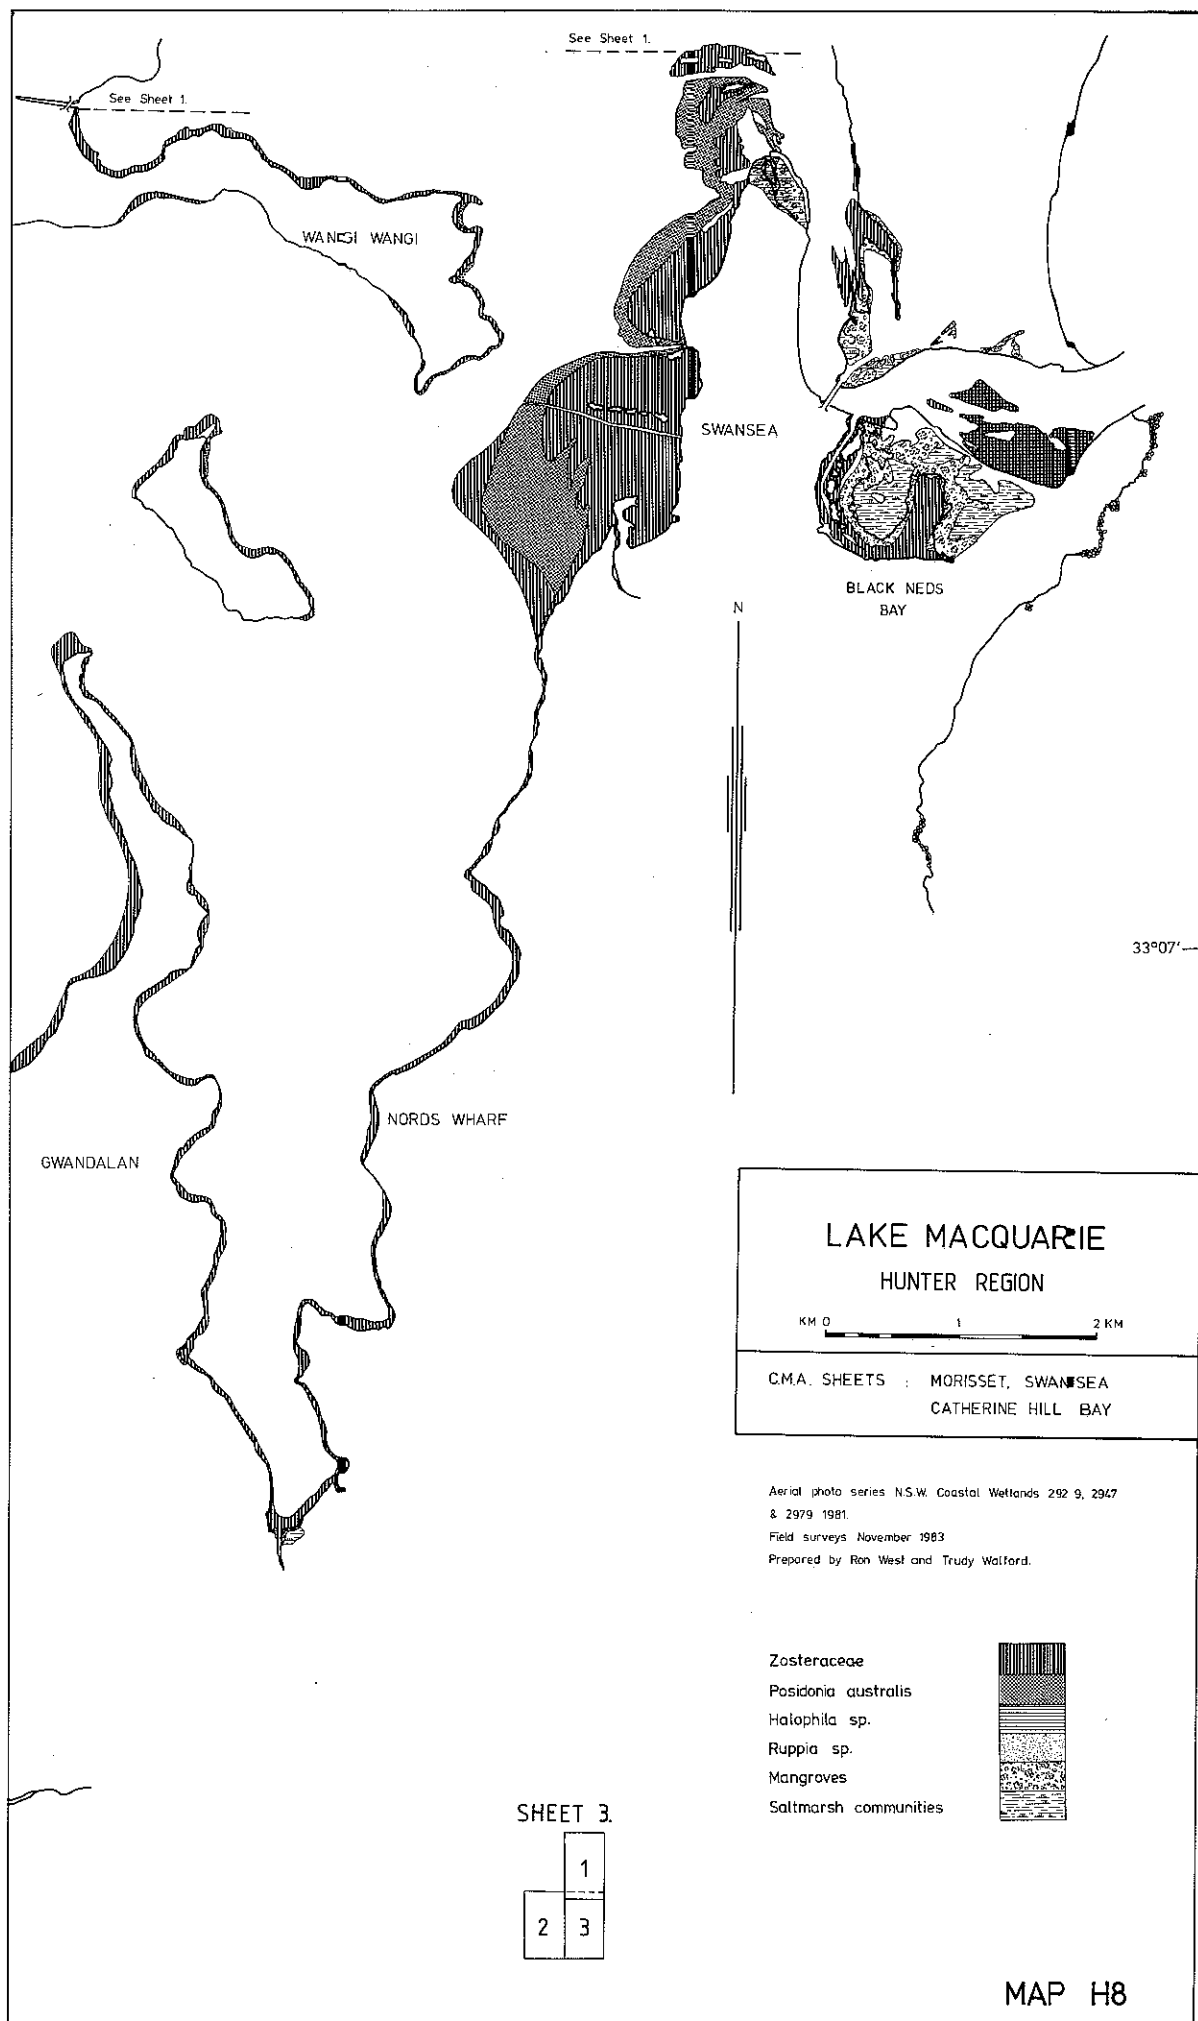 See Sheet 1.
See Sheet 1.
WANGI WANGI
SWANSEA
BLACK NEDS
BAY
N
33°07'
NORDS WHARF
GWANDALAN
LAKE MACQUARIE
HUNTER REGION
KM 0 1 2 KM
C.M.A. SHEETS : MORISSET, SWANSEA
CATHERINE HILL BAY
Aerial photo series N.S.W. Coastal Wetlands 292 9, 2947
& 2979 1981.
Field surveys November 1983
Prepared by Ron West and Trudy Walford.
Zosteraceae
Posidonia australis
Halophila sp.
Ruppia sp.
Mangroves
Saltmarsh communities
SHEET 3.
1
2 3
MAP H8